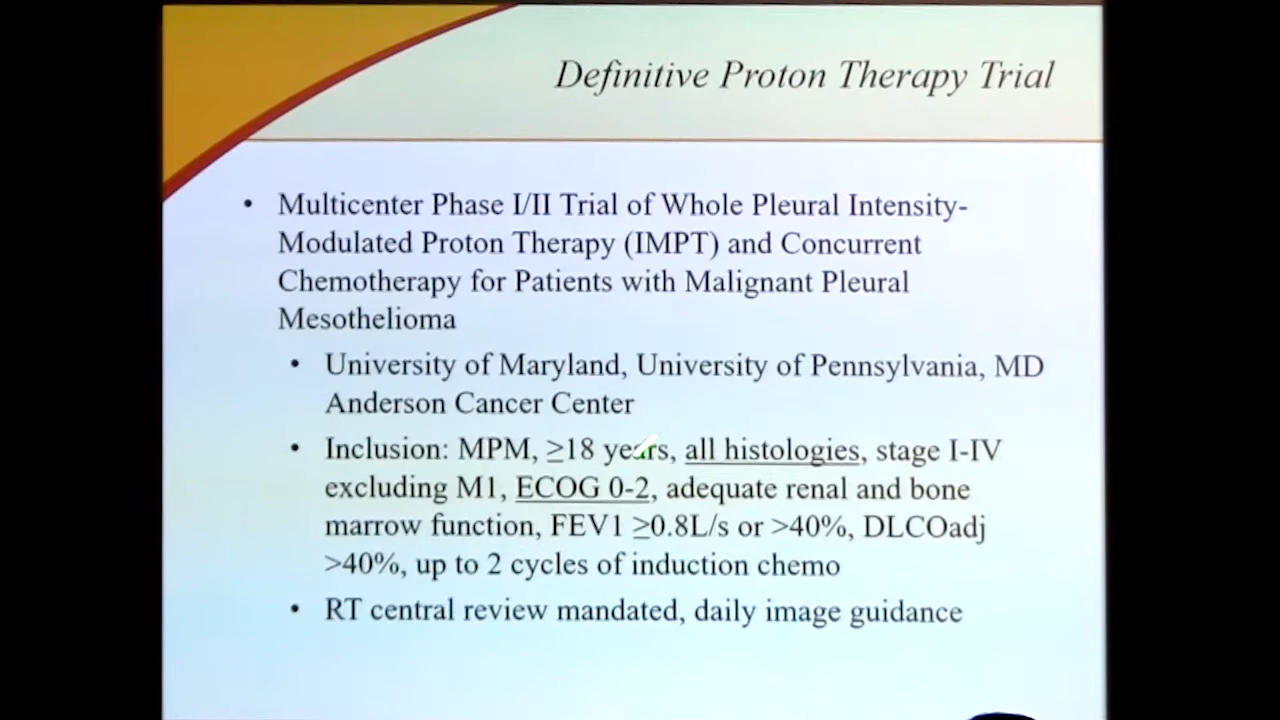 Definitive Proton Therapy Trial
• Multicenter Phase I/II Trial of Whole Pleural Intensity-
Modulated Proton Therapy (IMPT) and Concurrent
Chemotherapy for Patients with Malignant Pleural
Mesothelioma
• University of Maryland, University of Pennsylvania, MD
Anderson Cancer Center
• Inclusion: MPM, ≥18 years, all histologies, stage I-IV
excluding M1, ECOG 0-2, adequate renal and bone
marrow function, FEV1 ≥0.8L/s or >40%, DLCOadj
>40%, up to 2 cycles of induction chemo
• RT central review mandated, daily image guidance